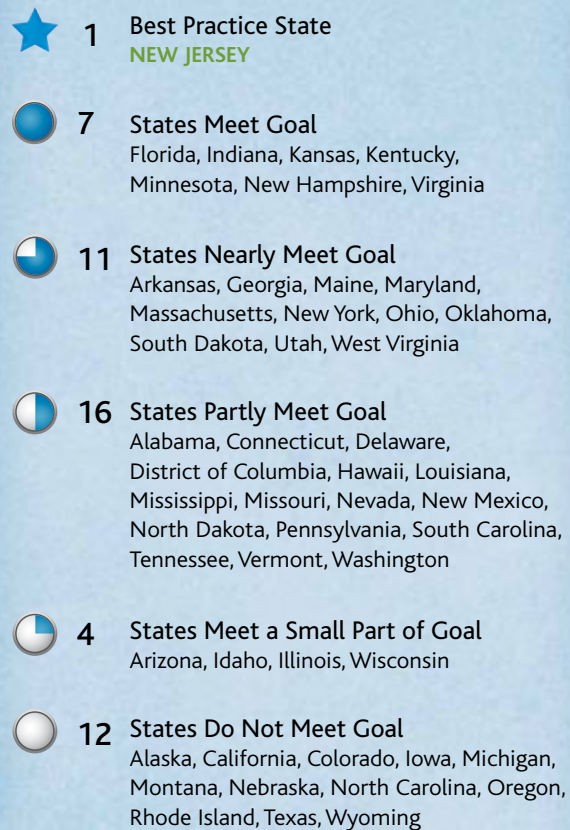 1 Best Practice State
NEW JERSEY
7 States Meet Goal
Florida, Indiana, Kansas, Kentucky,
Minnesota, New Hampshire, Virginia
11 States Nearly Meet Goal
Arkansas, Georgia, Maine, Maryland,
Massachusetts, New York, Ohio, Oklahoma,
South Dakota, Utah, West Virginia
16 States Partly Meet Goal
Alabama, Connecticut, Delaware,
District of Columbia, Hawaii, Louisiana,
Mississippi, Missouri, Nevada, New Mexico,
North Dakota, Pennsylvania, South Carolina,
Tennessee, Vermont, Washington
4 States Meet a Small Part of Goal
Arizona, Idaho, Illinois, Wisconsin
12 States Do Not Meet Goal
Alaska, California, Colorado, Iowa, Michigan,
Montana, Nebraska, North Carolina, Oregon,
Rhode Island, Texas, Wyoming